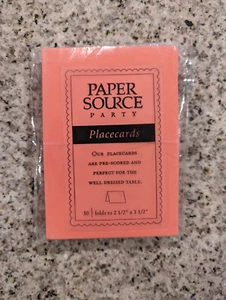 PAPER
SOURCE
PARTY
Placecards
OUR PLACECARDS
ARE PRE-SCORED AND
PERFECT FOR THE
WELL DRESSED TABLE.
10 folds to 2 1/2" x 3 1/2"